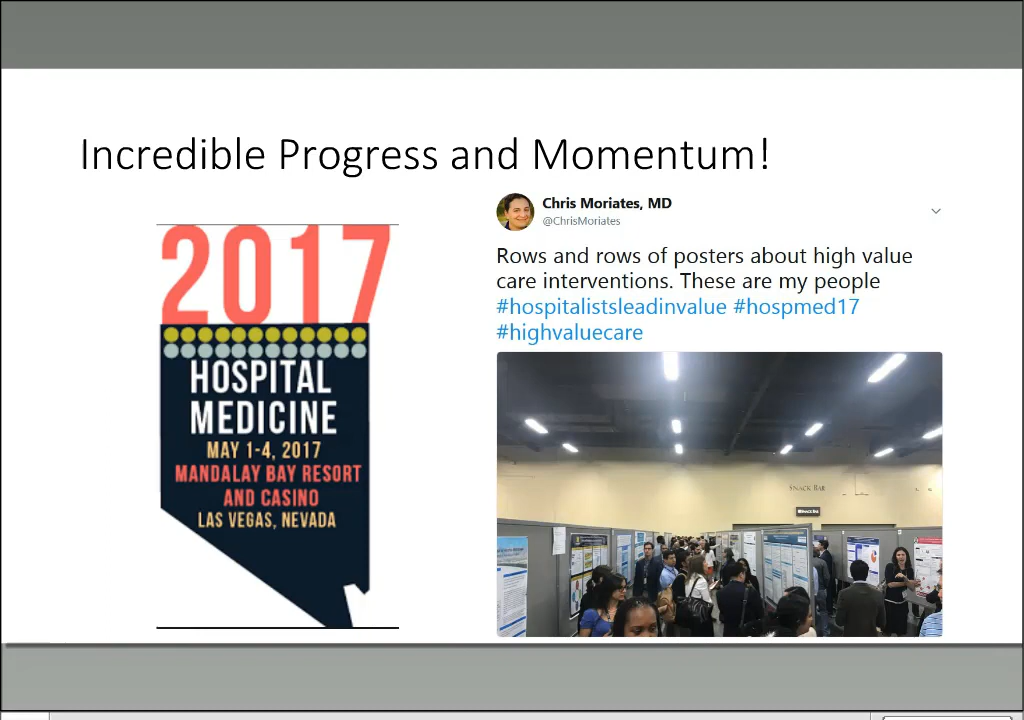 Incredible Progress and Momentum!
2017
HOSPITAL
MEDICINE
MAY 1-4, 2017
MANDALAY BAY RESORT
AND CASINO
LAS VEGAS, NEVADA
Chris Moriates, MD
@ChrisMoriates
Rows and rows of posters about high value
care interventions. These are my people
#hospitalistsleadinvalue #hospmed17
#highvaluecare
SNACK BAR